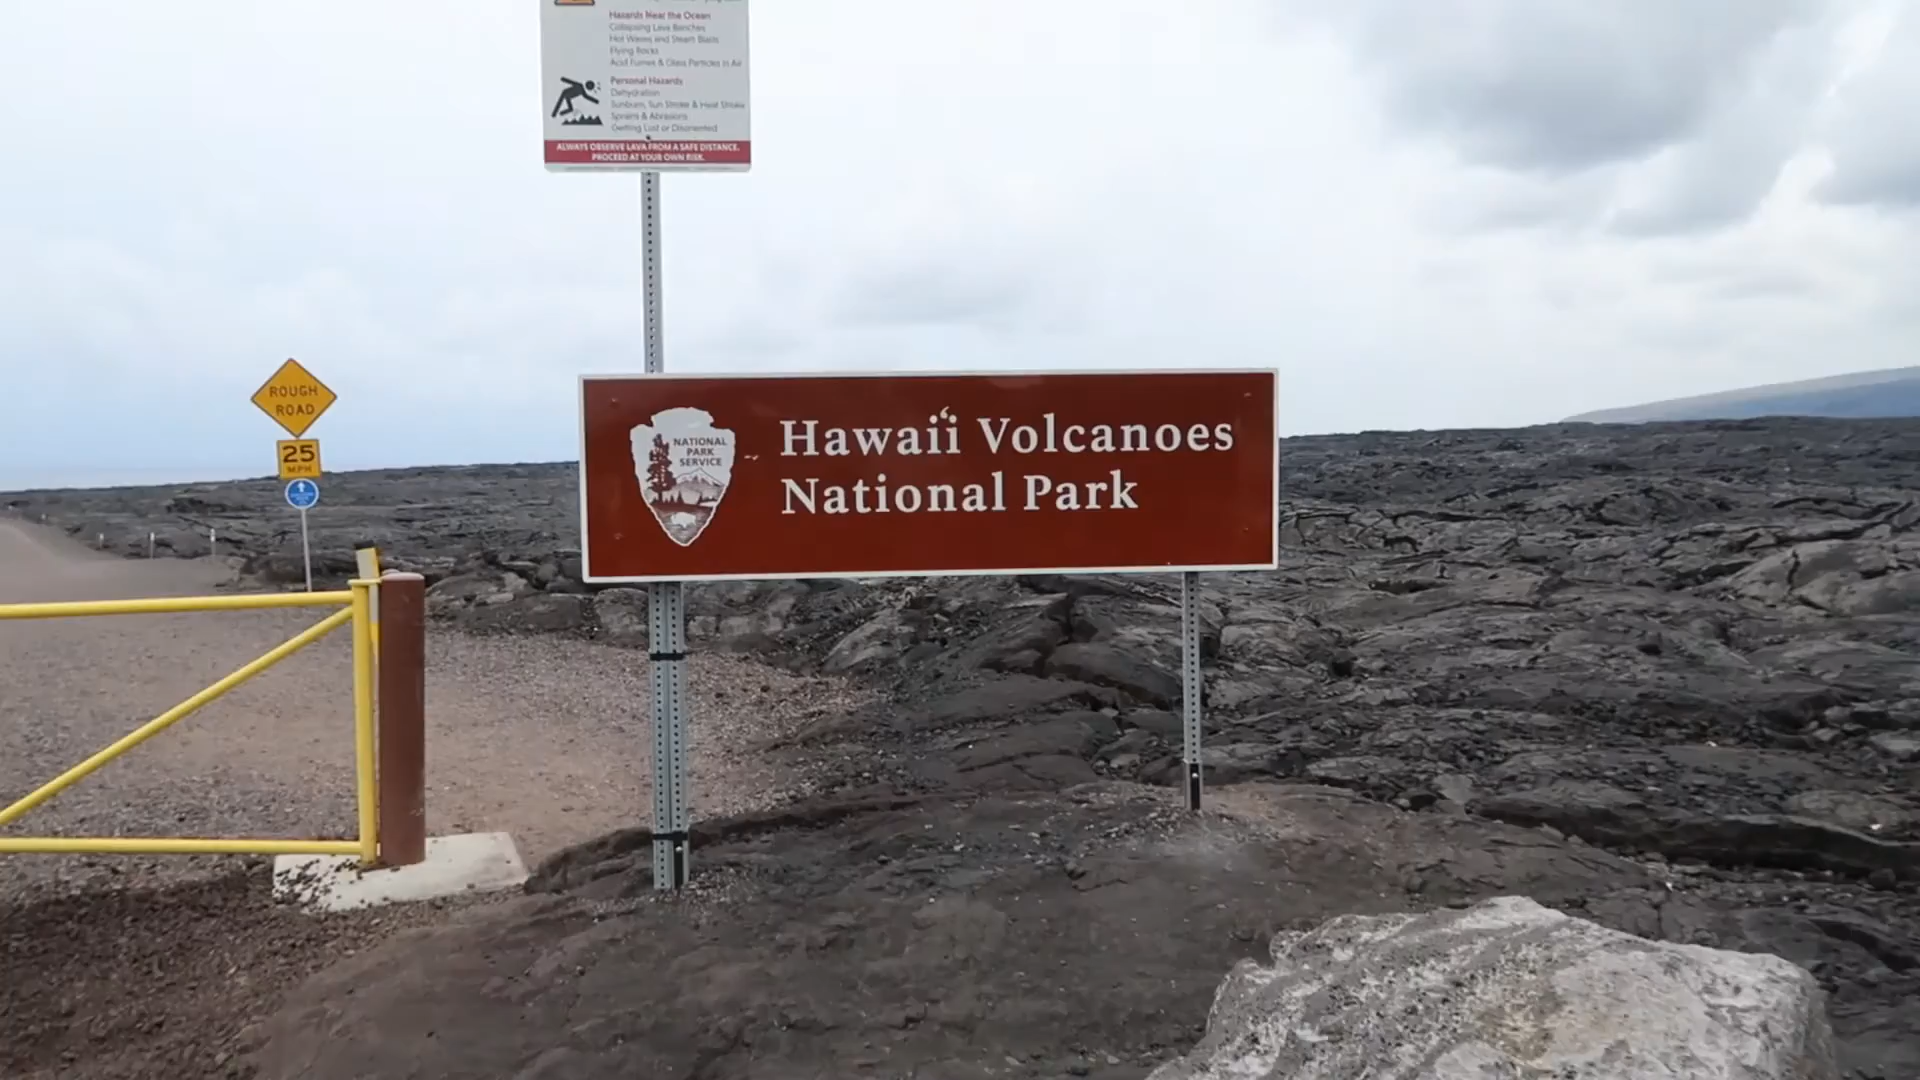 Hazards Near the Ocean
Collapsing Lava Benches
Hot Waves and Steam Blasts
Flying Rocks
Acid Fumes & Glass Particles in Air
Personal Hazards
Dehydration
Sunburn, Sun Stroke & Heat Stroke
Sprains & Abrasions
Getting Lost or Disoriented
ALWAYS OBSERVE LAVA FROM A SAFE DISTANCE.
PROCEED AT YOUR OWN RISK.
ROUGH
ROAD
25
MPH
NATIONAL
PARK
SERVICE
Hawaiʻi Volcanoes
National Park